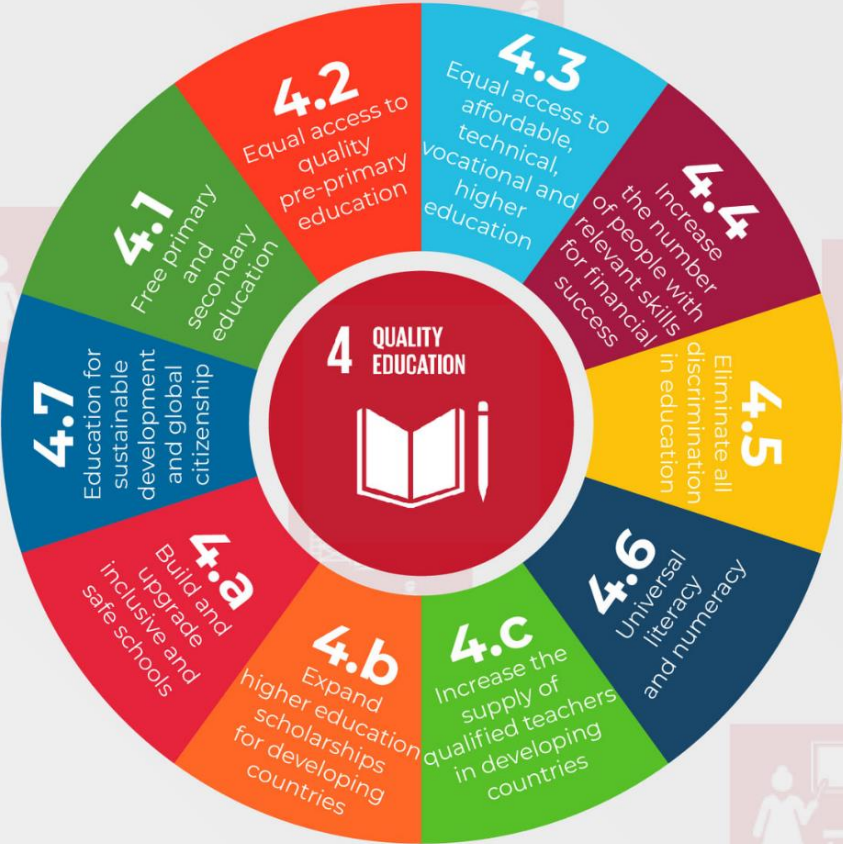 4 QUALITY
EDUCATION
4.1
Free primary
and
secondary
education
4.2
Equal access to
quality
pre-primary
education
4.3
Equal access to
affordable,
technical,
vocational and
higher
education
4.4
Increase
the number
of people with
relevant skills
for financial
success
4.5
Eliminate all
discrimination
in education
4.6
Universal
literacy
and numeracy
4.c
Increase the
supply of
qualified teachers
in developing
countries
4.b
Expand
higher education
scholarships
for developing
countries
4.a
Build and
upgrade
inclusive and
safe schools
4.7
Education for
sustainable
development
and global
citizenship